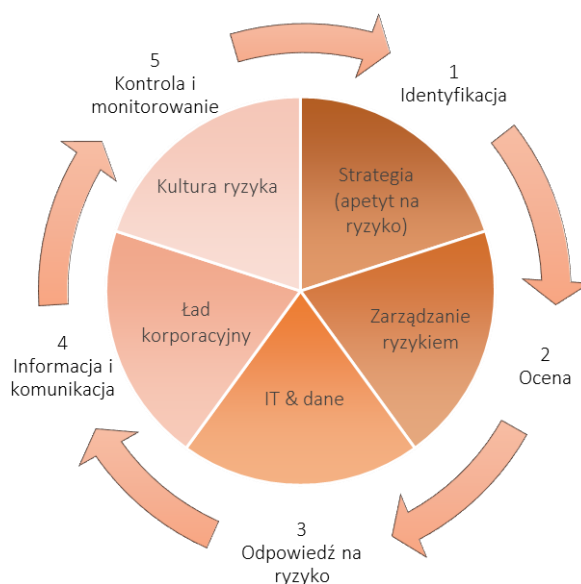 5
Kontrola i
monitorowanie
1
Identyfikacja
Kultura ryzyka
Strategia
(apetyt na
ryzyko)
Ład
korporacyjny
Zarządzanie
ryzykiem
IT & dane
4
Informacja i
komunikacja
2
Ocena
3
Odpowiedź na
ryzyko